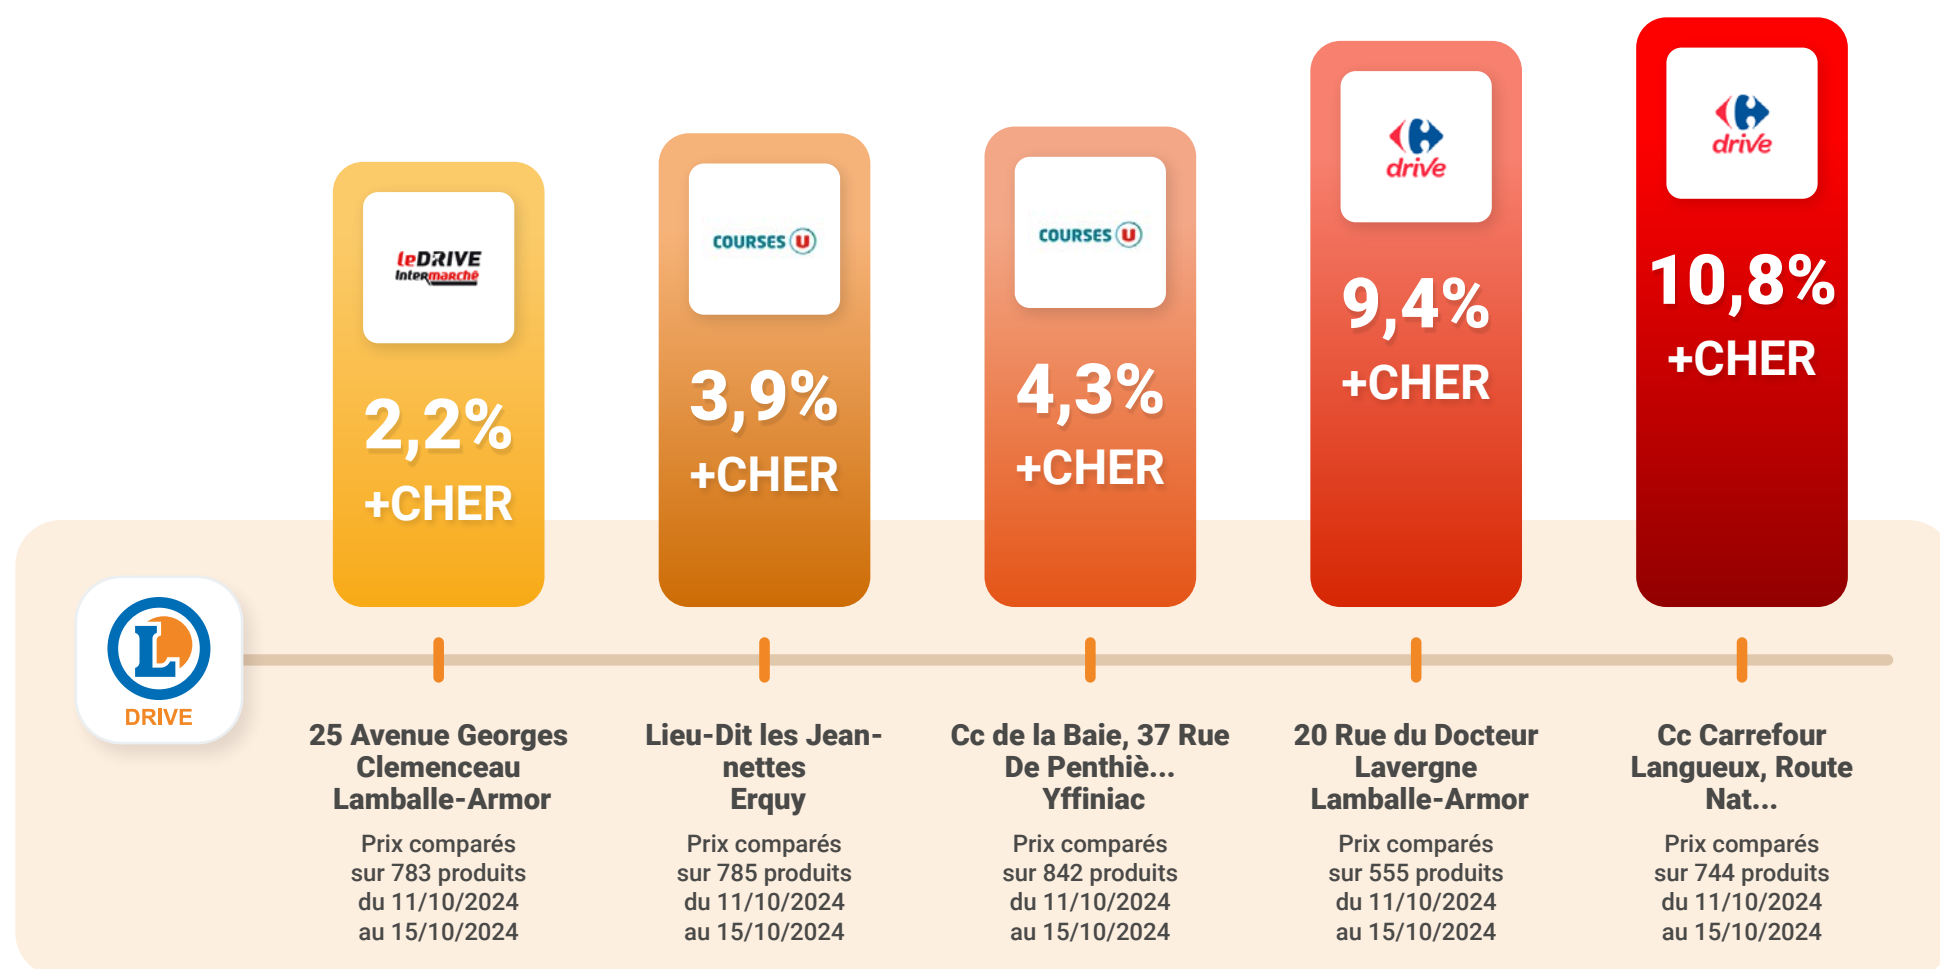 leDRIVE
Intermarché
2,2%
+CHER
COURSES U
3,9%
+CHER
COURSES U
4,3%
+CHER
drive
9,4%
+CHER
drive
10,8%
+CHER
L
DRIVE
25 Avenue Georges
Clemenceau
Lamballe-Armor
Prix comparés
sur 783 produits
du 11/10/2024
au 15/10/2024
Lieu-Dit les Jean-
nettes
Erquy
Prix comparés
sur 785 produits
du 11/10/2024
au 15/10/2024
Cc de la Baie, 37 Rue
De Penthiè...
Yffiniac
Prix comparés
sur 842 produits
du 11/10/2024
au 15/10/2024
20 Rue du Docteur
Lavergne
Lamballe-Armor
Prix comparés
sur 555 produits
du 11/10/2024
au 15/10/2024
Cc Carrefour
Langueux, Route
Nat...
Prix comparés
sur 744 produits
du 11/10/2024
au 15/10/2024